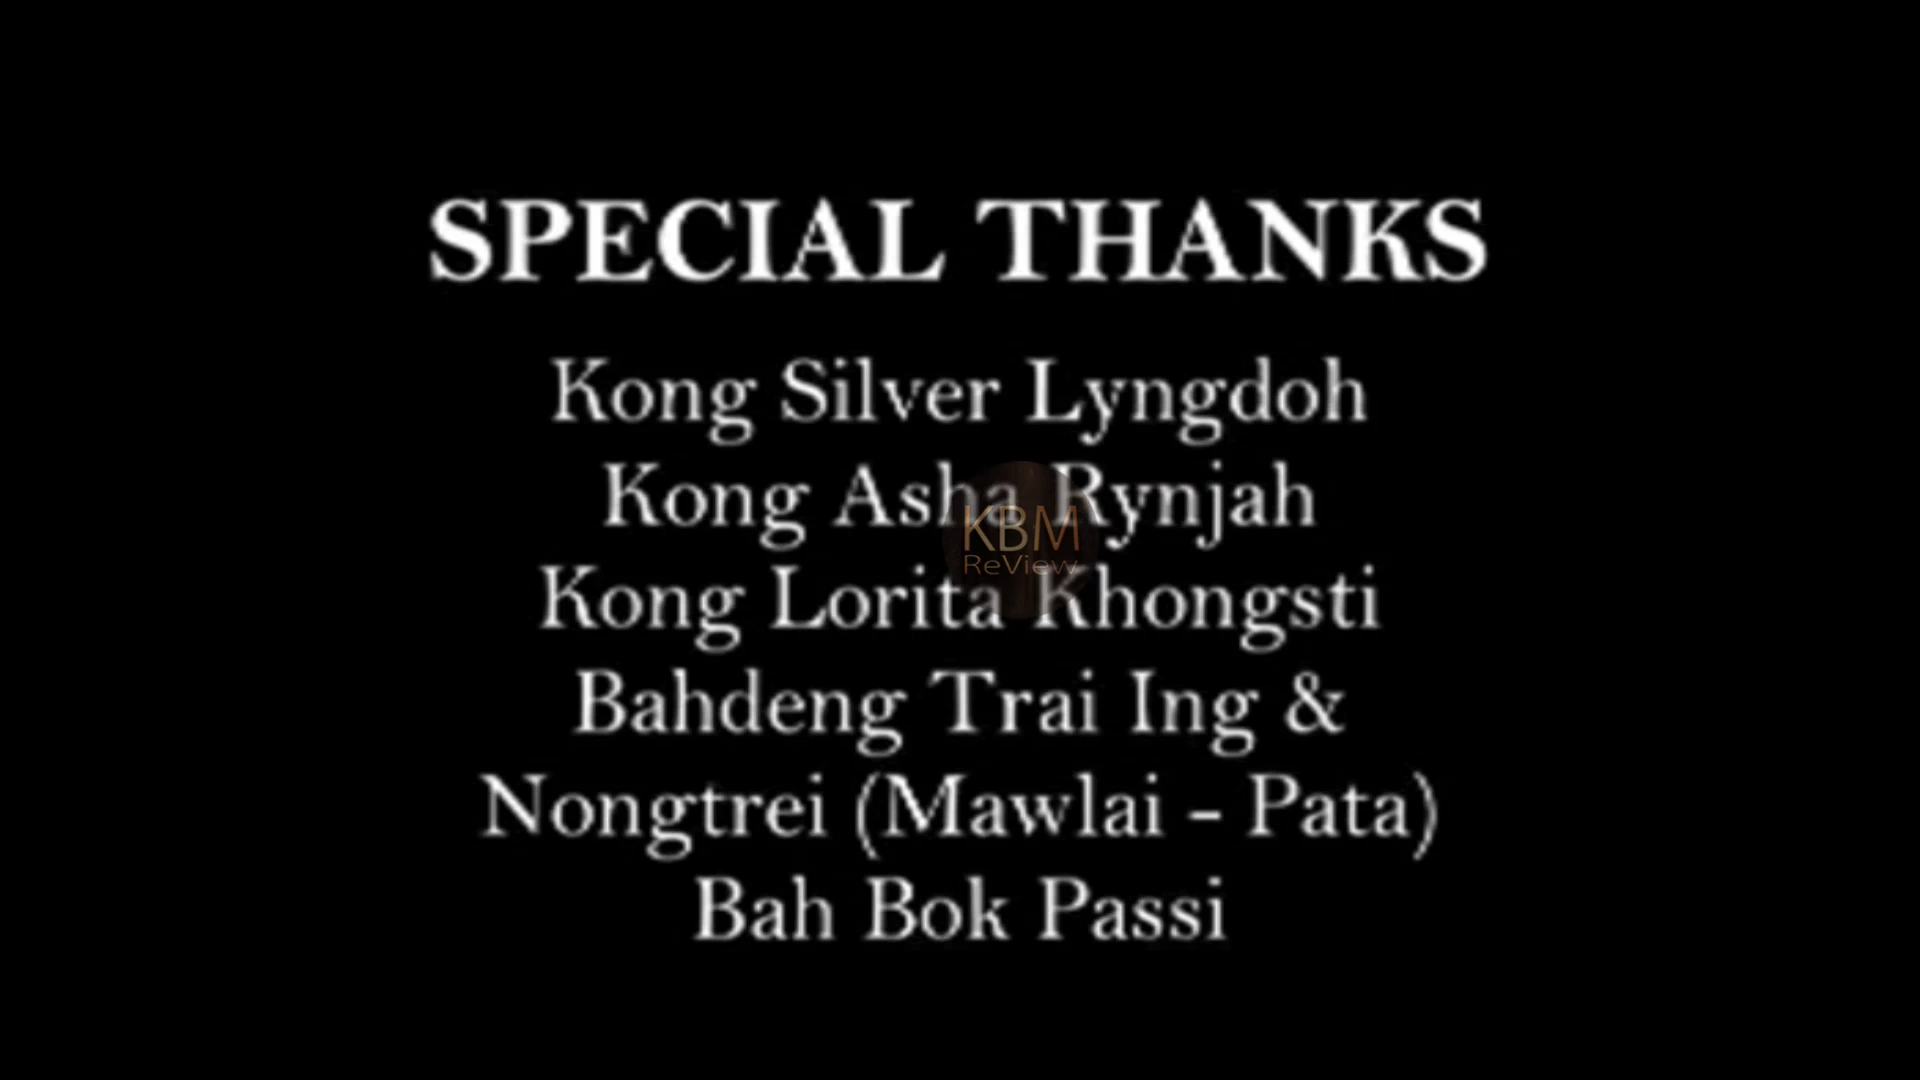 SPECIAL THANKS
Kong Silver Lyngdoh
Kong Asha Rynjah
KBM
ReView
Kong Lorita Khongsti
Bahdeng Trai Ing &
Nongtrei (Mawlai - Pata)
Bah Bok Passi